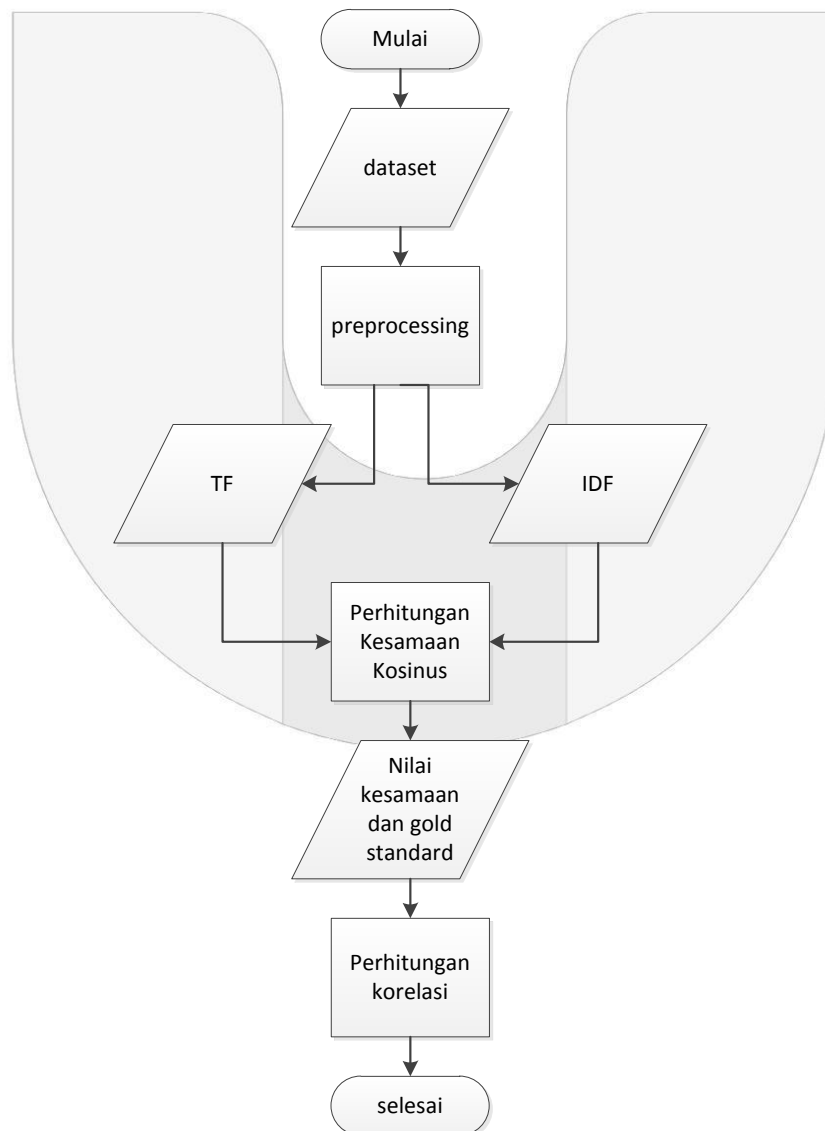 Mulai
dataset
preprocessing
TF
IDF
Perhitungan
Kesamaan
Kosinus
Nilai
kesamaan
dan gold
standard
Perhitungan
korelasi
selesai